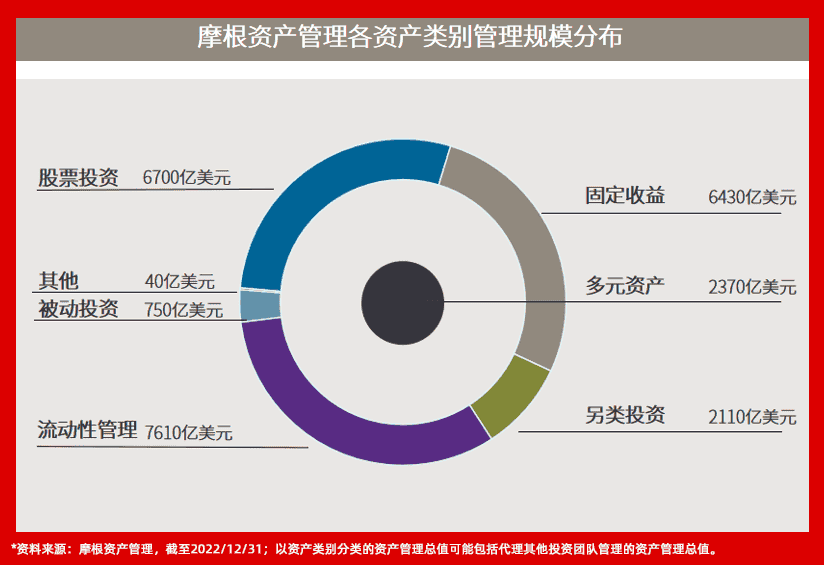 摩根资产管理各资产类别管理规模分布
股票投资 6700亿美元
固定收益 6430亿美元
其他 40亿美元
多元资产 2370亿美元
被动投资 750亿美元
另类投资 2110亿美元
流动性管理 7610亿美元
*资料来源：摩根资产管理，截至2022/12/31；以资产类别分类的资产管理总值可能包括代理其他投资团队管理的资产管理总值。